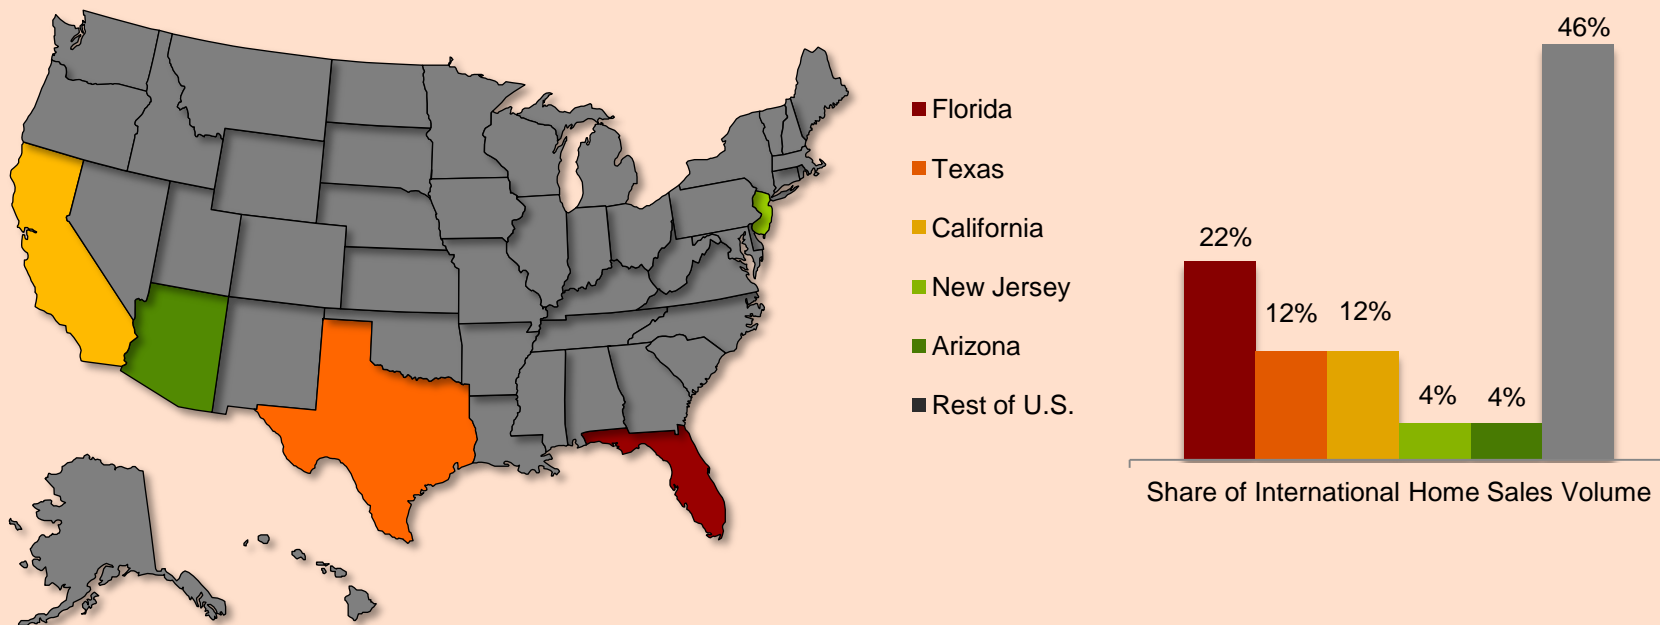 Florida
Texas
California
New Jersey
Arizona
Rest of U.S.
46%
22%
12%
12%
4%
4%
Share of International Home Sales Volume